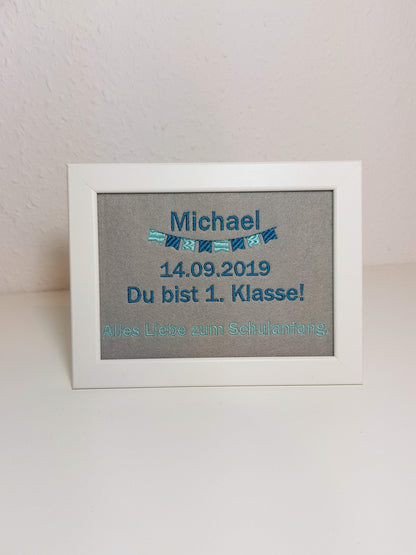 Michael
14.09.2019
Du bist 1. Klasse!
Alles Liebe zum Schulanfang.